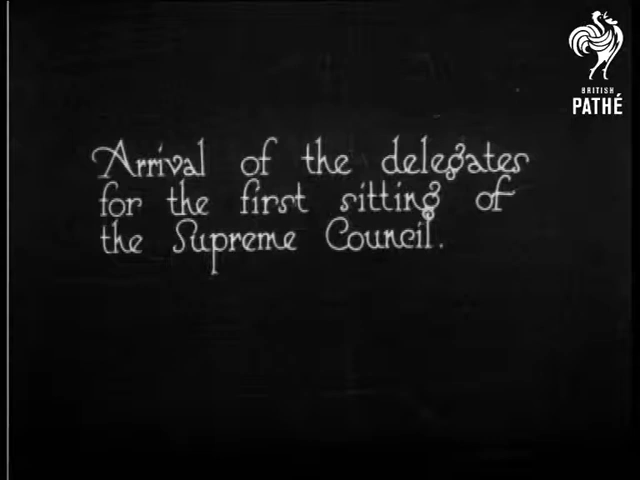 BRITISH
PATHÉ
Arrival of the delegates
for the first sitting of
the Supreme Council.